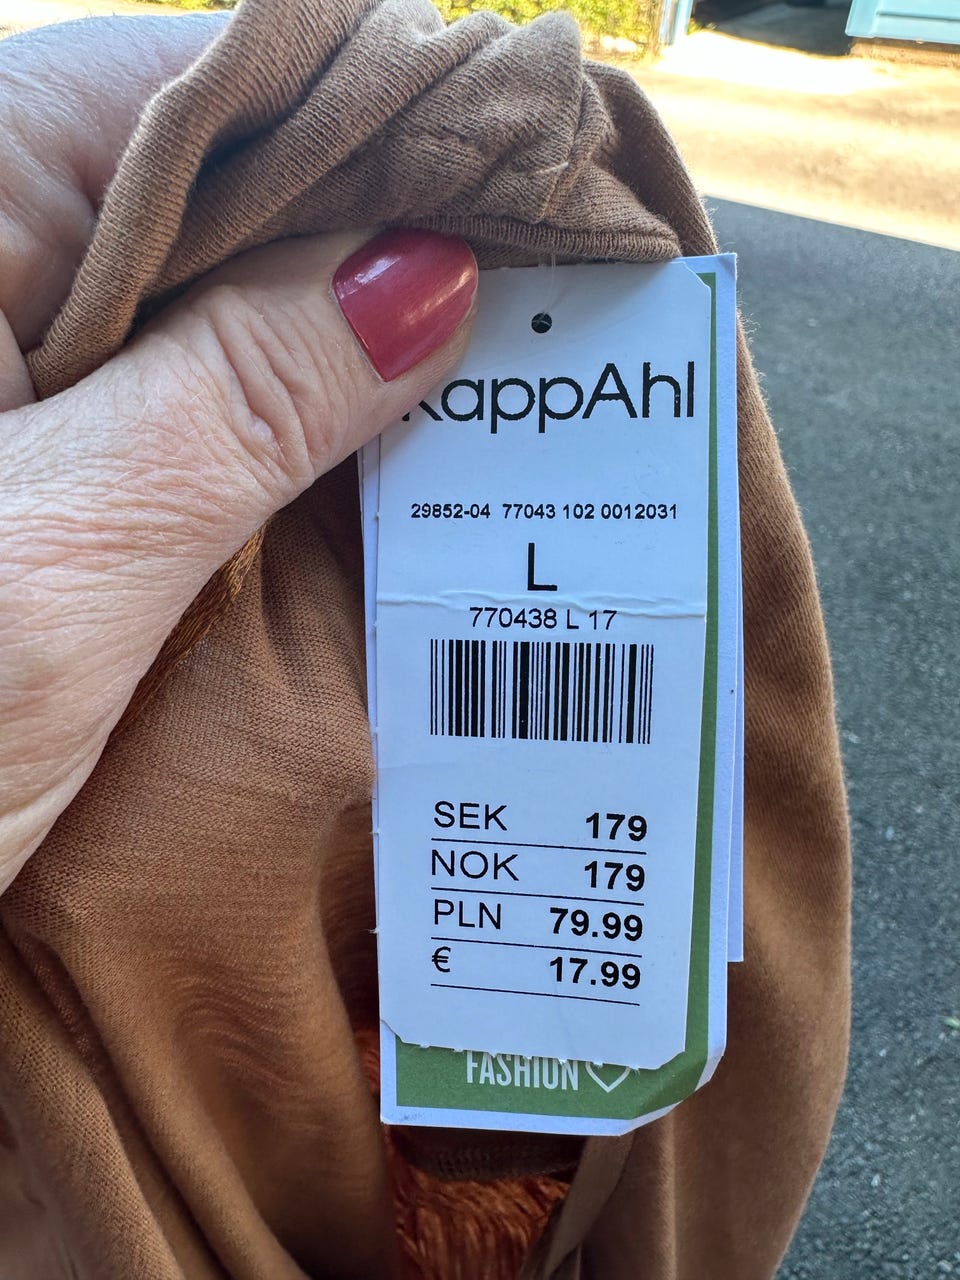 KappAhl
29852-04 77043 102 0012031
L
770438 L 17
SEK 179
NOK 179
PLN 79.99
€ 17.99
FASHION